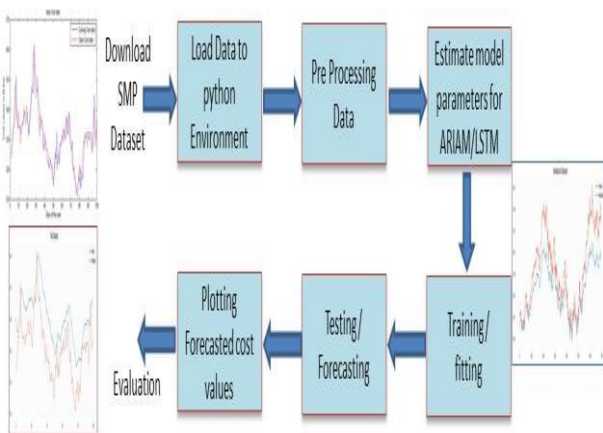 Download
SMP
Dataset
Load Data to
python
Environment
Pre Processing
Data
Estimate model
parameters for
ARIAM/LSTM
Training/
fitting
Testing/
Forecasting
Plotting
Forecasted cost
values
Evaluation